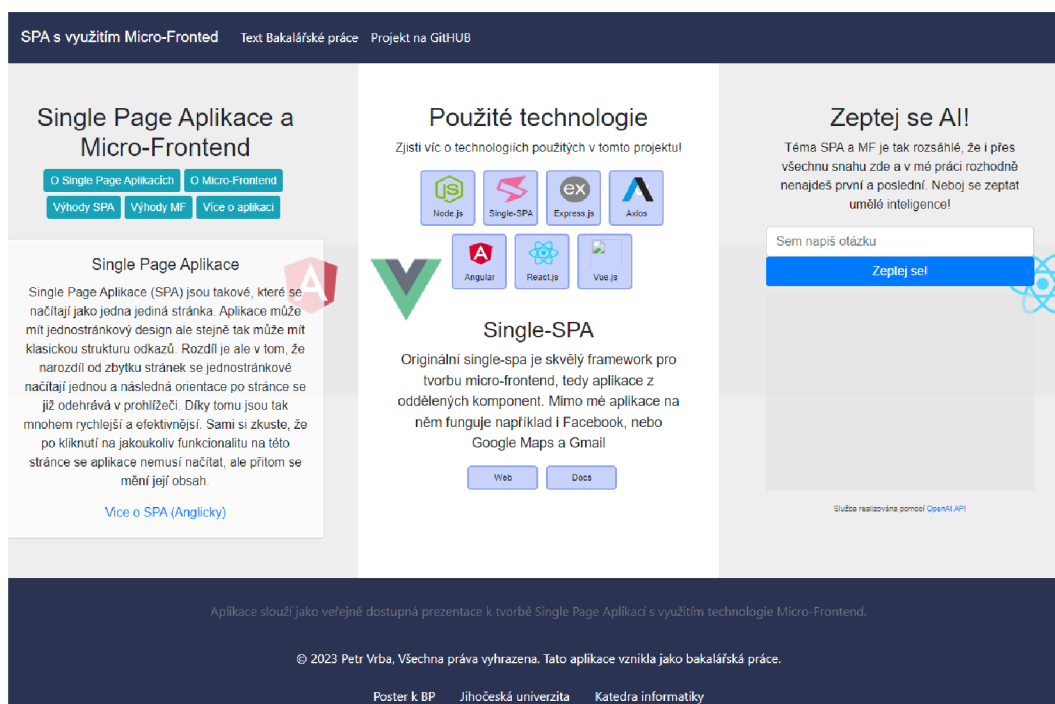 SPA s využitím Micro-Fronted Text Bakalářské práce Projekt na GitHUB
Single Page Aplikace a
Micro-Frontend
O Single Page Aplikacích O Micro-Frontend
Výhody SPA Výhody MF Více o aplikaci
Single Page Aplikace
Single Page Aplikace (SPA) jsou takové, které se
načítají jako jedna jediná stránka. Aplikace může
mít jednostránkový design ale stejně tak může mít
klasickou strukturu odkazů. Rozdíl je ale v tom, že
narozdíl od zbytku stránek se jednostránkové
načítají jednou a následná orientace po stránce se
již odehrává v prohlížeči. Díky tomu jsou tak
mnohem rychlejší a efektivnějsí. Sami si zkuste, že
po kliknutí na jakoukoliv funkcionalitu na této
stránce se aplikace nemusí načítat, ale přitom se
mění její obsah.
Vice o SPA (Anglicky)
Použité technologie
Zjisti víc o technologiích použitých v tomto projektu!
Node.js Single-SPA Express.js Axios
Angular React.js Vue.js
Single-SPA
Originální single-spa je skvělý framework pro
tvorbu micro-frontend, tedy aplikace z
oddělených komponent. Mimo mé aplikace na
něm funguje například i Facebook, nebo
Google Maps a Gmail
Web Docs
Zeptej se AI!
Téma SPA a MF je tak rozsáhlé, že i přes
všechnu snahu zde a v mé práci rozhodně
nenajdeš první a poslední. Neboj se zeptat
umělé inteligence!
Sem napiš otázku
Zeptej se!
Služba realizována pomocí OpenAI API
Aplikace slouží jako veřejně dostupná prezentace k tvorbě Single Page Aplikací s využitím technologie Micro-Frontend.
© 2023 Petr Vrba, Všechna práva vyhrazena. Tato aplikace vznikla jako bakalářská práce.
Poster k BP Jihočeská univerzita Katedra informatiky